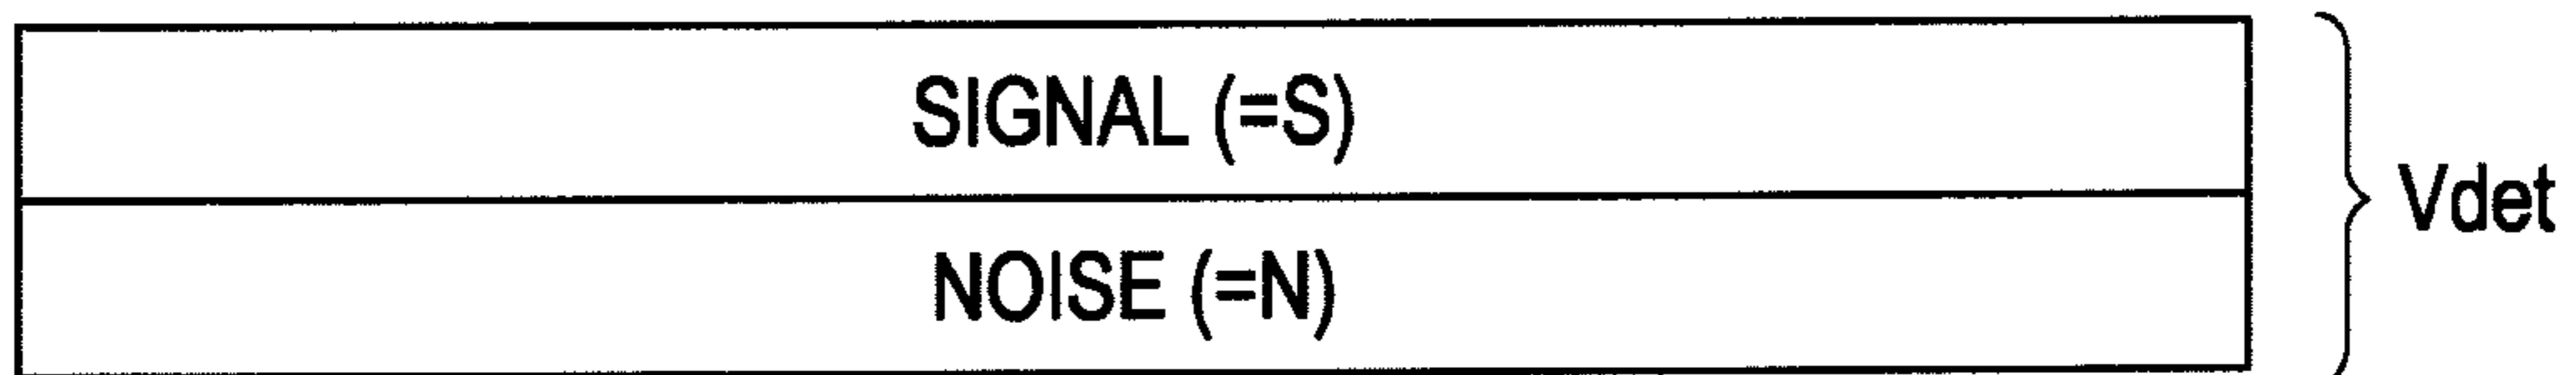 SIGNAL (=S)
Vdet
NOISE (=N)